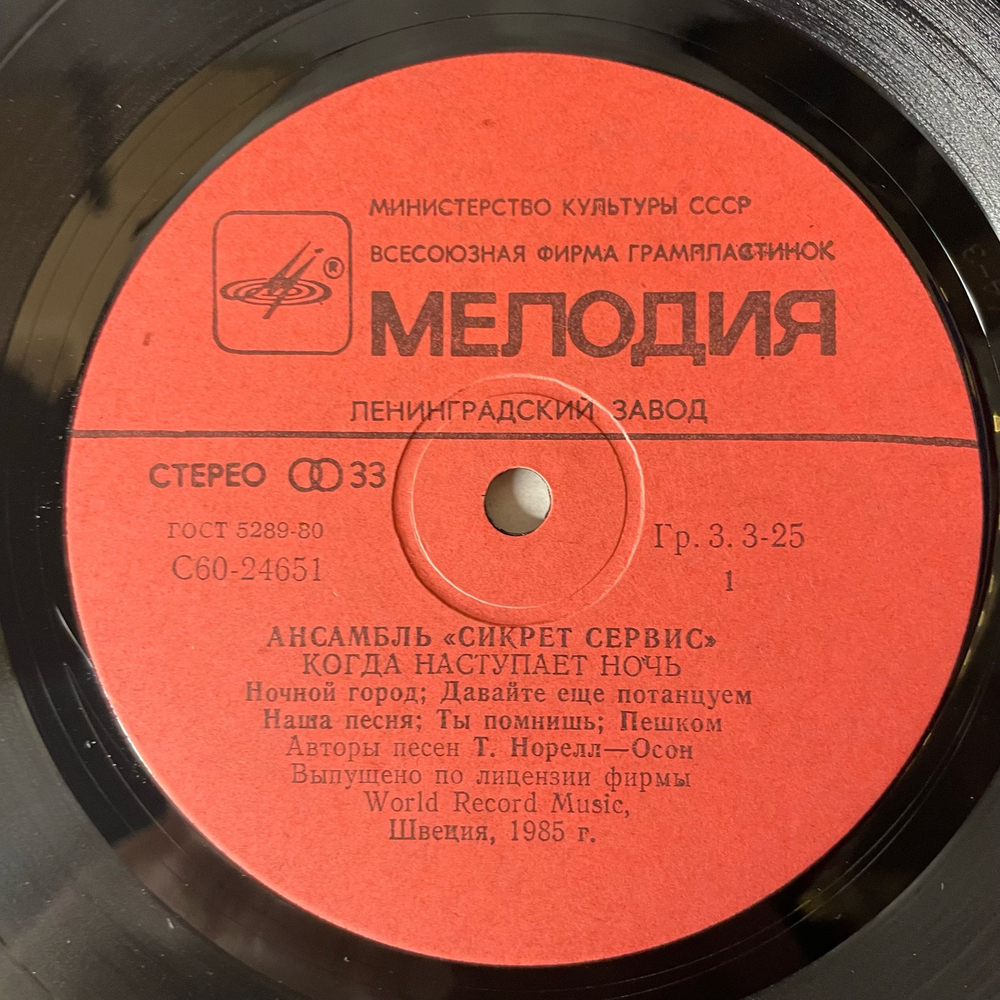 МИНИСТЕРСТВО КУЛЬТУРЫ СССР
ВСЕСОЮЗНАЯ ФИРМА ГРАМПЛАСТИНОК
®
МЕЛОДИЯ
ЛЕНИНГРАДСКИЙ ЗАВОД
СТЕРЕО 33
ГОСТ 5289-80
Гр. 3. 3-25
С60-24651
1
АНСАМБЛЬ «СИКРЕТ СЕРВИС»
КОГДА НАСТУПАЕТ НОЧЬ
Ночной город; Давайте еще потанцуем
Наша песня; Ты помнишь; Пешком
Авторы песен Т. Норелл—Осон
Выпущено по лицензии фирмы
World Record Music,
Швеция, 1985 г.